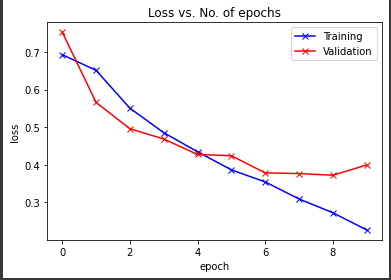 Loss vs. No. of epochs
Training
Validation
loss
0.7
0.6
0.5
0.4
0.3
0 2 4 6 8
epoch